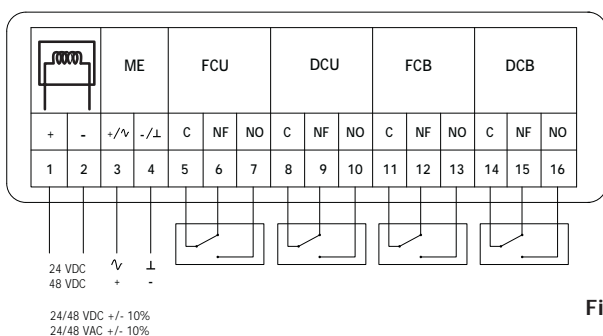 ME FCU DCU FCB DCB
+ - +/∿ -/⊥ C NF NO C NF NO C NF NO C NF NO
1 2 3 4 5 6 7 8 9 10 11 12 13 14 15 16
24 VDC ∿ ⊥
48 VDC + -
24/48 VDC +/- 10%
24/48 VAC +/- 10%
Fi